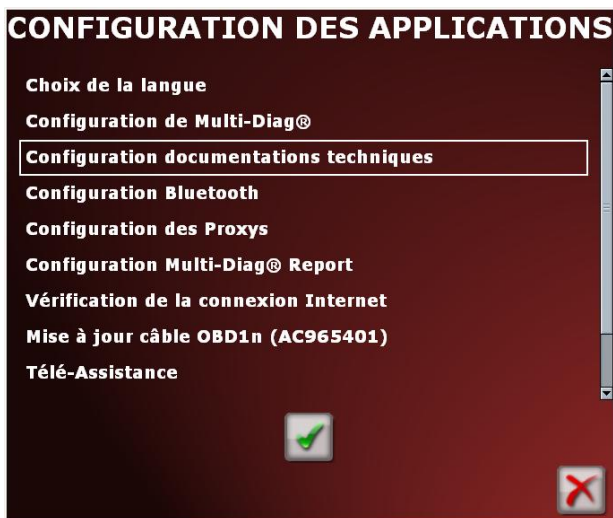 CONFIGURATION DES APPLICATIONS
Choix de la langue
Configuration de Multi-Diag®
Configuration documentations techniques
Configuration Bluetooth
Configuration des Proxys
Configuration Multi-Diag® Report
Vérification de la connexion Internet
Mise à jour câble OBD1n (AC965401)
Télé-Assistance